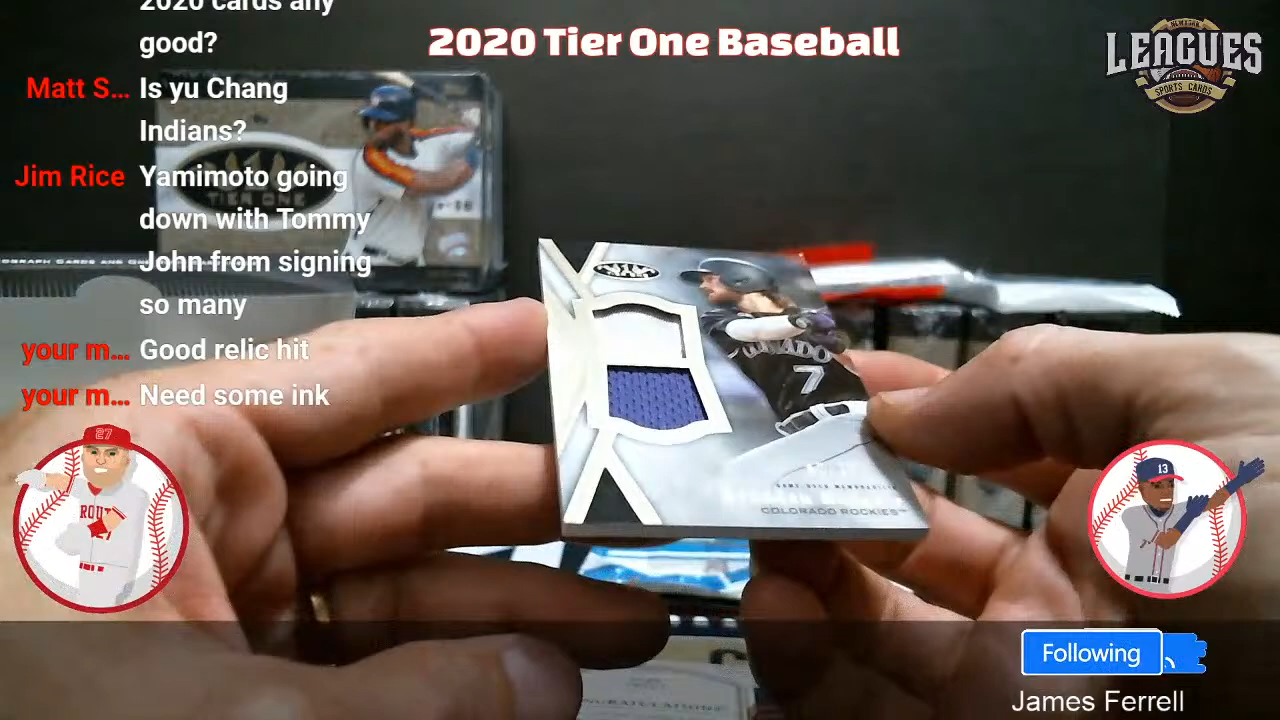 2020 cards any
good?
2020 Tier One Baseball
LEAGUES
SPORTS CARDS
Matt S... Is yu Chang
Indians?
Jim Rice Yamimoto going
down with Tommy
John from signing
so many
your m... Good relic hit
your m... Need some ink
TIER ONE
7
COLORADO ROCKIES™
27
13
Following
James Ferrell